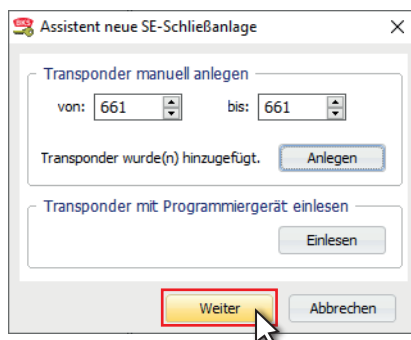 BKS Assistent neue SE-Schließanlage
Transponder manuell anlegen
von: 661 bis: 661
Transponder wurde(n) hinzugefügt. Anlegen
Transponder mit Programmiergerät einlesen
Einlesen
Weiter Abbrechen